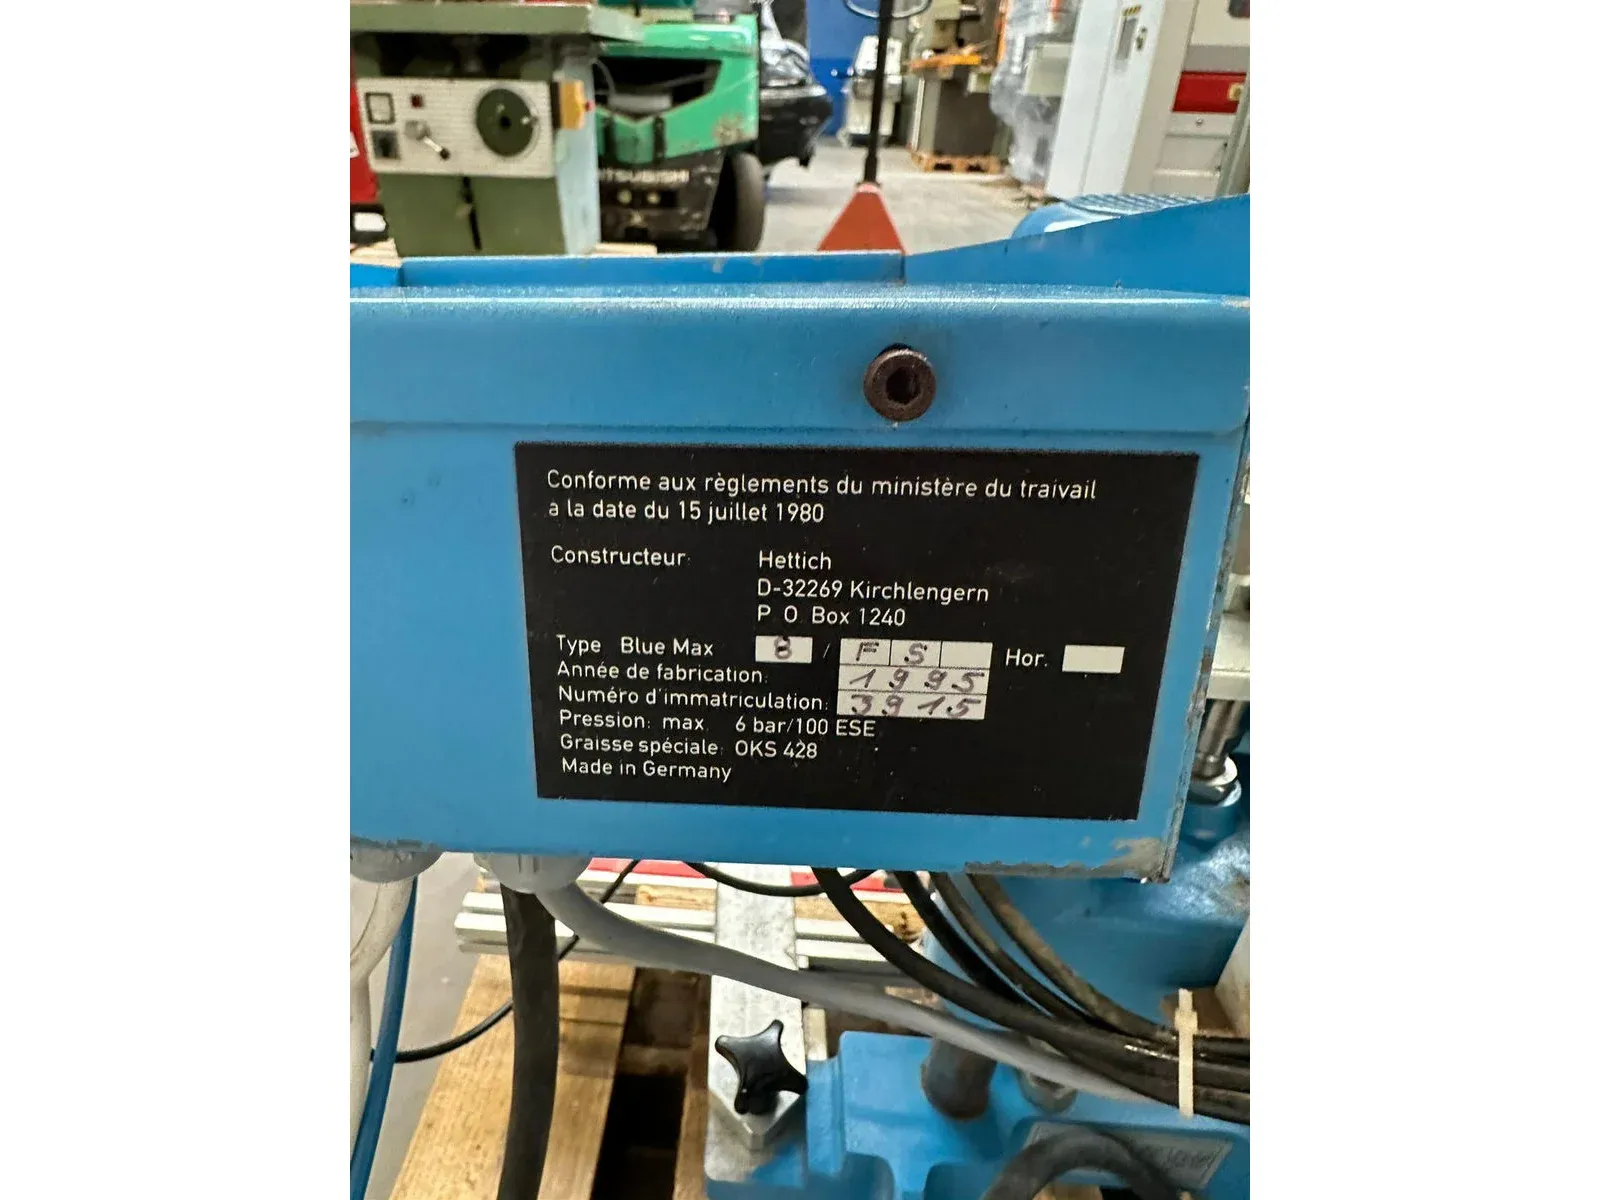 MITSUBISHI
Conforme aux règlements du ministère du traivail
a la date du 15 juillet 1980
Constructeur: Hettich
D-32269 Kirchlengern
P. O. Box 1240
Type Blue Max 8 / F S Hor.
Année de fabrication: 1995
Numéro d'immatriculation: 3915
Pression: max. 6 bar/100 ESE
Graisse spéciale: OKS 428
Made in Germany